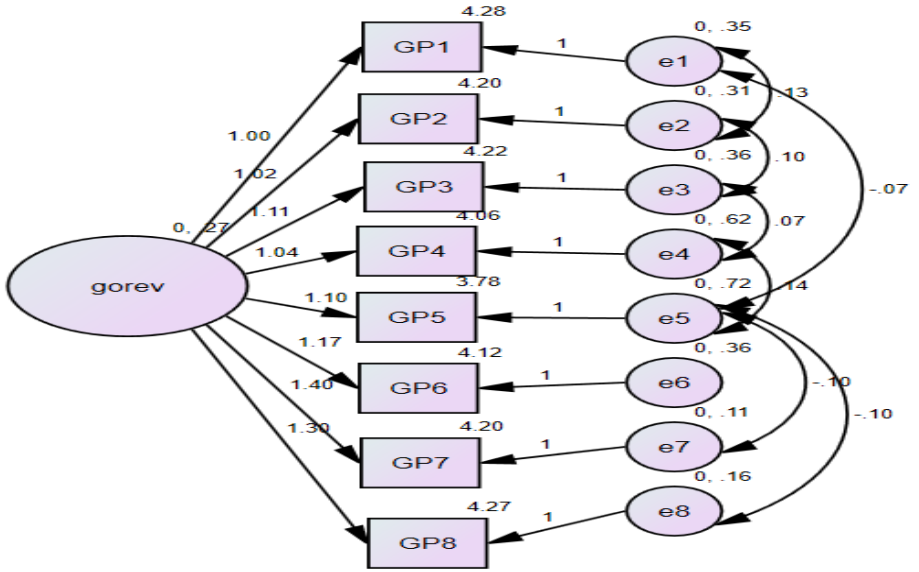 4.28
0, .35
GP1
1
e1
4.20
0, .31
.13
GP2
1
e2
1.00
4.22
0, .36
.10
1.02
GP3
1
e3
-.07
1.11
4.06
0, .62
.07
0, .27
GP4
1
e4
1.04
3.78
0, .72
.14
gorev
1.10
GP5
1
e5
1.17
4.12
0, .36
GP6
1
e6
-.10
1.40
4.20
0, .11
-.10
1.30
GP7
1
e7
4.27
0, .16
GP8
1
e8